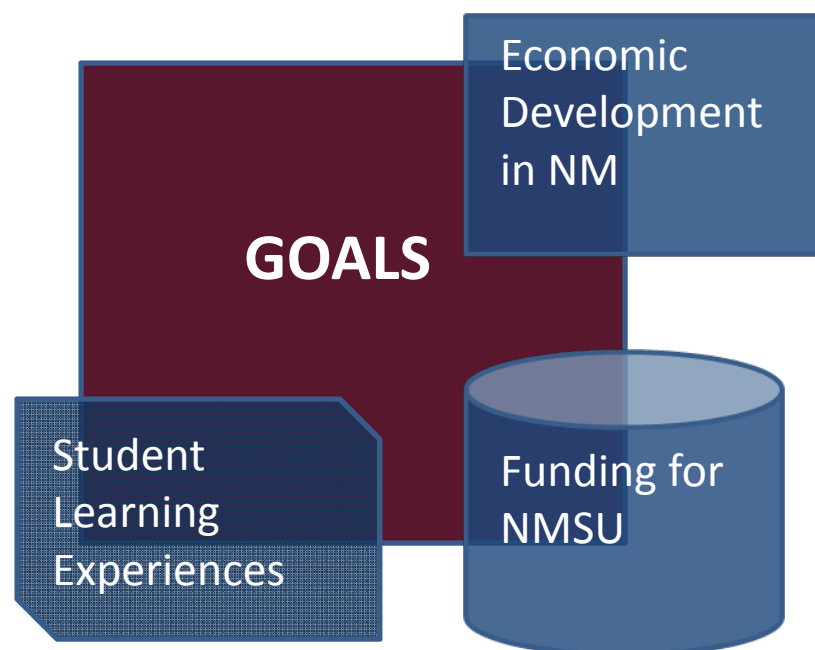 Economic
Development
in NM
GOALS
Student
Learning
Experiences
Funding for
NMSU